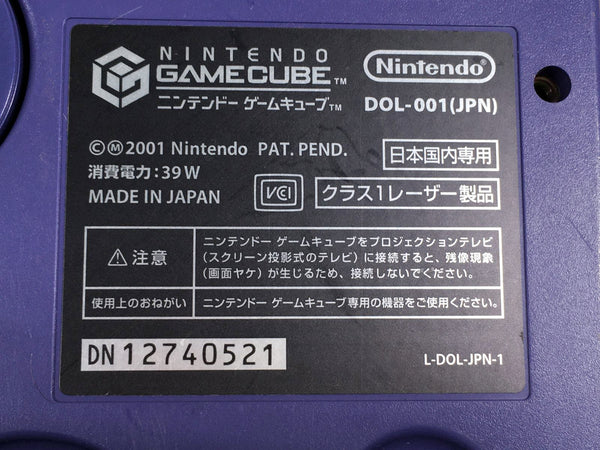 NINTENDO
GAMECUBE™
ニンテンドー ゲームキューブ™
Nintendo®
DOL-001(JPN)
©Ⓜ2001 Nintendo PAT. PEND.
日本国内専用
消費電力:39W
MADE IN JAPAN
VCI
クラス1レーザー製品
⚠注意
ニンテンドー ゲームキューブをプロジェクションテレビ
(スクリーン投影式のテレビ)に接続すると、残像現象
(画面ヤケ)が生じるため、接続しないでください。
使用上のおねがい
ニンテンドー ゲームキューブ専用の機器をご使用ください。
DN12740521
L-DOL-JPN-1